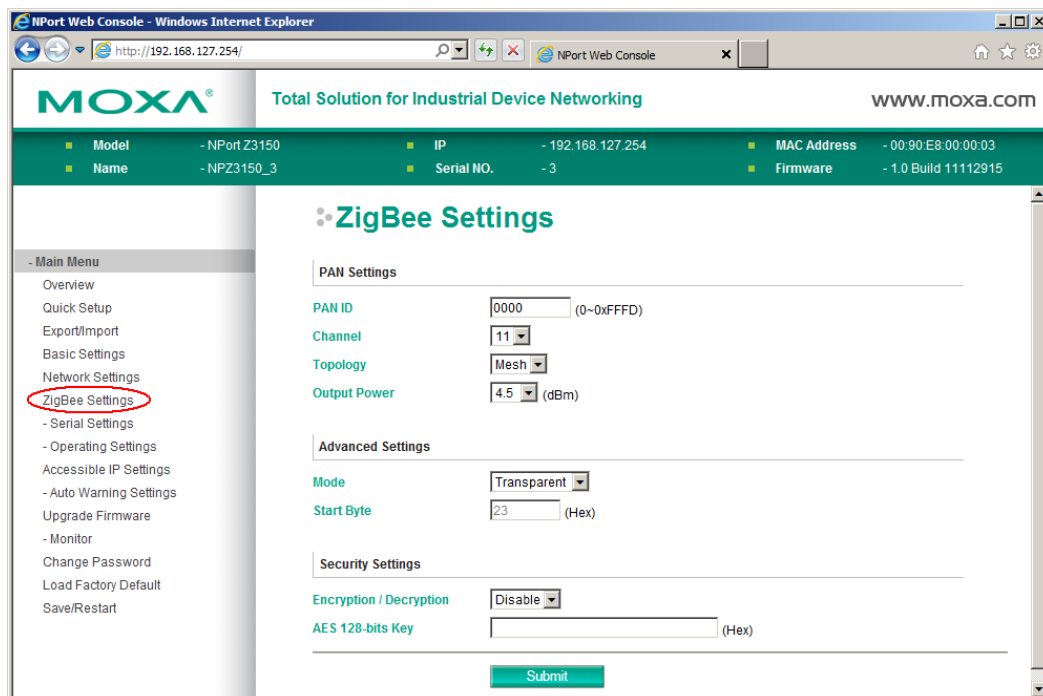 NPort Web Console - Windows Internet Explorer
http://192.168.127.254/
NPort Web Console
MOXA®
Total Solution for Industrial Device Networking
www.moxa.com
Model - NPort Z3150 IP - 192.168.127.254 MAC Address - 00:90:E8:00:00:03
Name - NPZ3150_3 Serial NO. - 3 Firmware - 1.0 Build 11112915
- Main Menu
Overview
Quick Setup
Export/Import
Basic Settings
Network Settings
ZigBee Settings
- Serial Settings
- Operating Settings
Accessible IP Settings
- Auto Warning Settings
Upgrade Firmware
- Monitor
Change Password
Load Factory Default
Save/Restart
ZigBee Settings
PAN Settings
PAN ID 0000 (0~0xFFFD)
Channel 11
Topology Mesh
Output Power 4.5 (dBm)
Advanced Settings
Mode Transparent
Start Byte 23 (Hex)
Security Settings
Encryption / Decryption Disable
AES 128-bits Key (Hex)
Submit